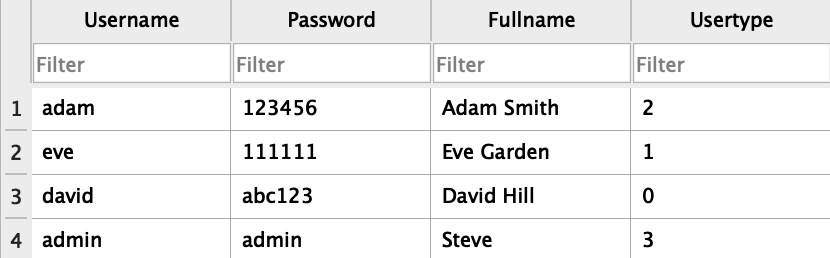 Username Password Fullname Usertype
Filter Filter Filter Filter
1 adam 123456 Adam Smith 2
2 eve 111111 Eve Garden 1
3 david abc123 David Hill 0
4 admin admin Steve 3